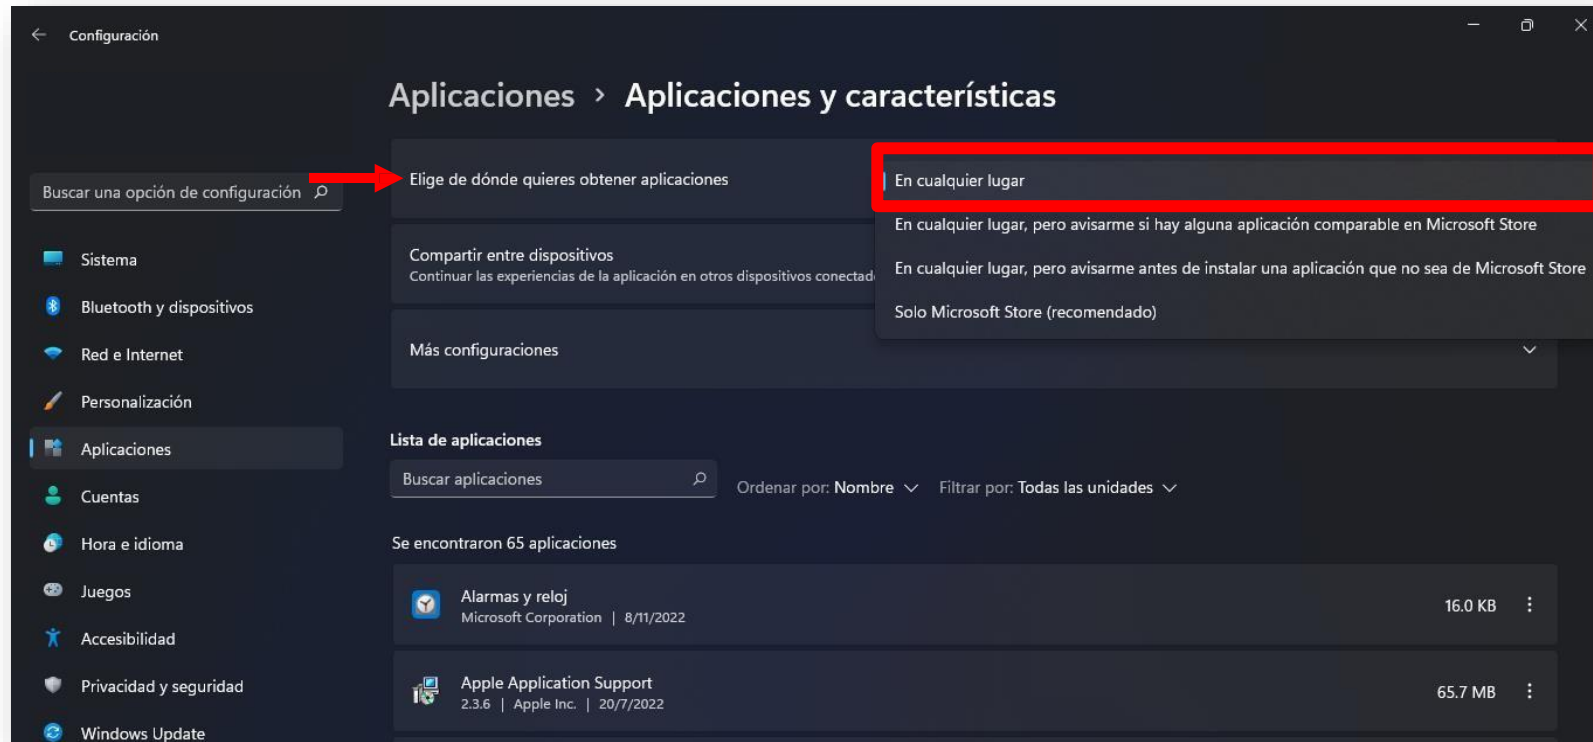 Configuración
Aplicaciones > Aplicaciones y características
Buscar una opción de configuración
Sistema
Bluetooth y dispositivos
Red e Internet
Personalización
Aplicaciones
Cuentas
Hora e idioma
Juegos
Accesibilidad
Privacidad y seguridad
Windows Update
Elige de dónde quieres obtener aplicaciones
En cualquier lugar
En cualquier lugar, pero avisarme si hay alguna aplicación comparable en Microsoft Store
En cualquier lugar, pero avisarme antes de instalar una aplicación que no sea de Microsoft Store
Solo Microsoft Store (recomendado)
Compartir entre dispositivos
Continuar las experiencias de la aplicación en otros dispositivos conectad
Más configuraciones
Lista de aplicaciones
Buscar aplicaciones
Ordenar por: Nombre
Filtrar por: Todas las unidades
Se encontraron 65 aplicaciones
Alarmas y reloj
Microsoft Corporation | 8/11/2022
16.0 KB
Apple Application Support
2.3.6 | Apple Inc. | 20/7/2022
65.7 MB